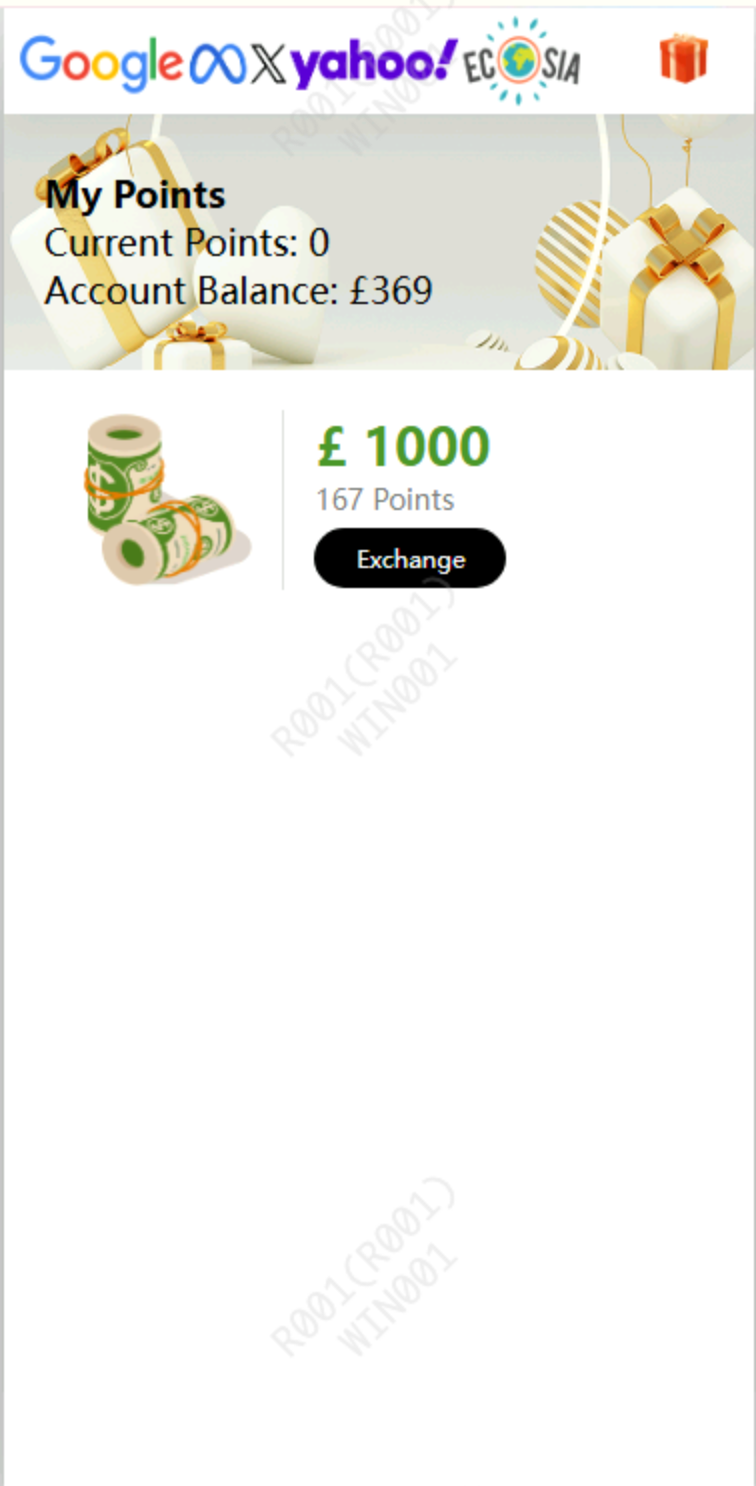 Google X yahoo! ECOSIA
My Points
Current Points: 0
Account Balance: £369
£ 1000
167 Points
Exchange
R001(R001)
WIN001
R001(R001)
WIN001
R001(R001)
WIN001